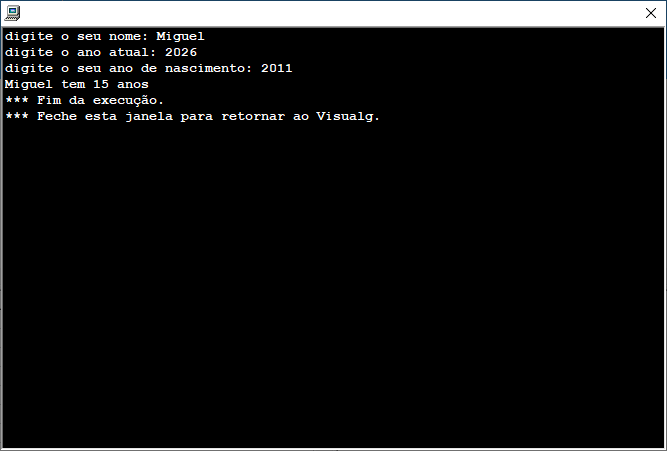 digite o seu nome: Miguel
digite o ano atual: 2026
digite o seu ano de nascimento: 2011
Miguel tem 15 anos
*** Fim da execução.
*** Feche esta janela para retornar ao Visualg.